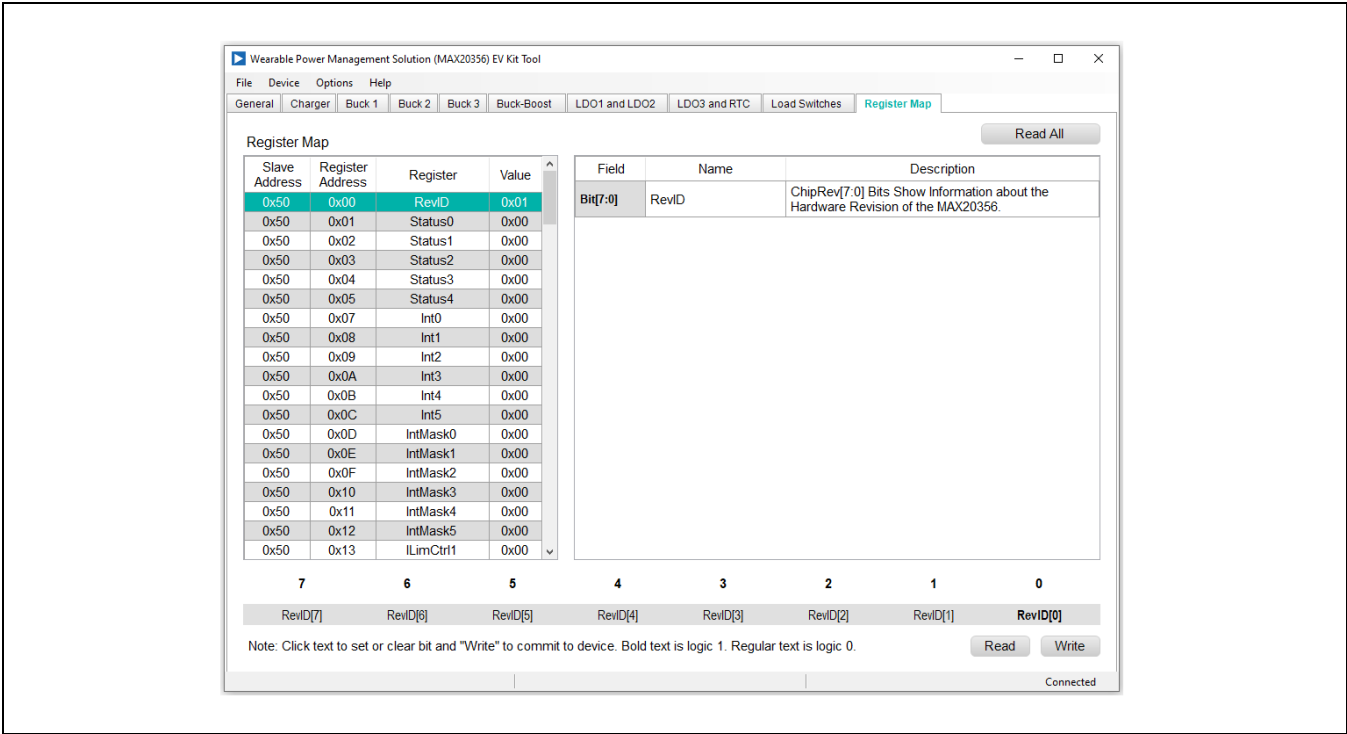 Wearable Power Management Solution (MAX20356) EV Kit Tool
File Device Options Help
General Charger Buck 1 Buck 2 Buck 3 Buck-Boost LDO1 and LDO2 LDO3 and RTC Load Switches Register Map
Read All
Register Map
Slave Address Register Address Register Value
0x50 0x00 RevID 0x01
0x50 0x01 Status0 0x00
0x50 0x02 Status1 0x00
0x50 0x03 Status2 0x00
0x50 0x04 Status3 0x00
0x50 0x05 Status4 0x00
0x50 0x07 Int0 0x00
0x50 0x08 Int1 0x00
0x50 0x09 Int2 0x00
0x50 0x0A Int3 0x00
0x50 0x0B Int4 0x00
0x50 0x0C Int5 0x00
0x50 0x0D IntMask0 0x00
0x50 0x0E IntMask1 0x00
0x50 0x0F IntMask2 0x00
0x50 0x10 IntMask3 0x00
0x50 0x11 IntMask4 0x00
0x50 0x12 IntMask5 0x00
0x50 0x13 ILimCtrl1 0x00
Field Name Description
Bit[7:0] RevID ChipRev[7:0] Bits Show Information about the
Hardware Revision of the MAX20356.
7 6 5 4 3 2 1 0
RevID[7] RevID[6] RevID[5] RevID[4] RevID[3] RevID[2] RevID[1] RevID[0]
Note: Click text to set or clear bit and "Write" to commit to device. Bold text is logic 1. Regular text is logic 0.
Read Write
Connected